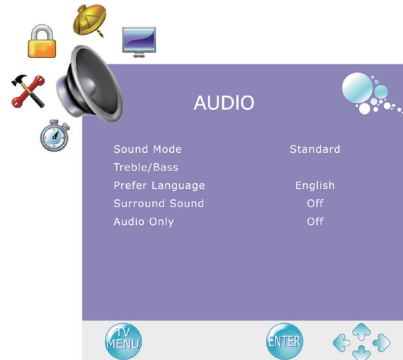 AUDIO
Sound Mode Standard
Treble/Bass
Prefer Language English
Surround Sound Off
Audio Only Off
TV
MENU
ENTER